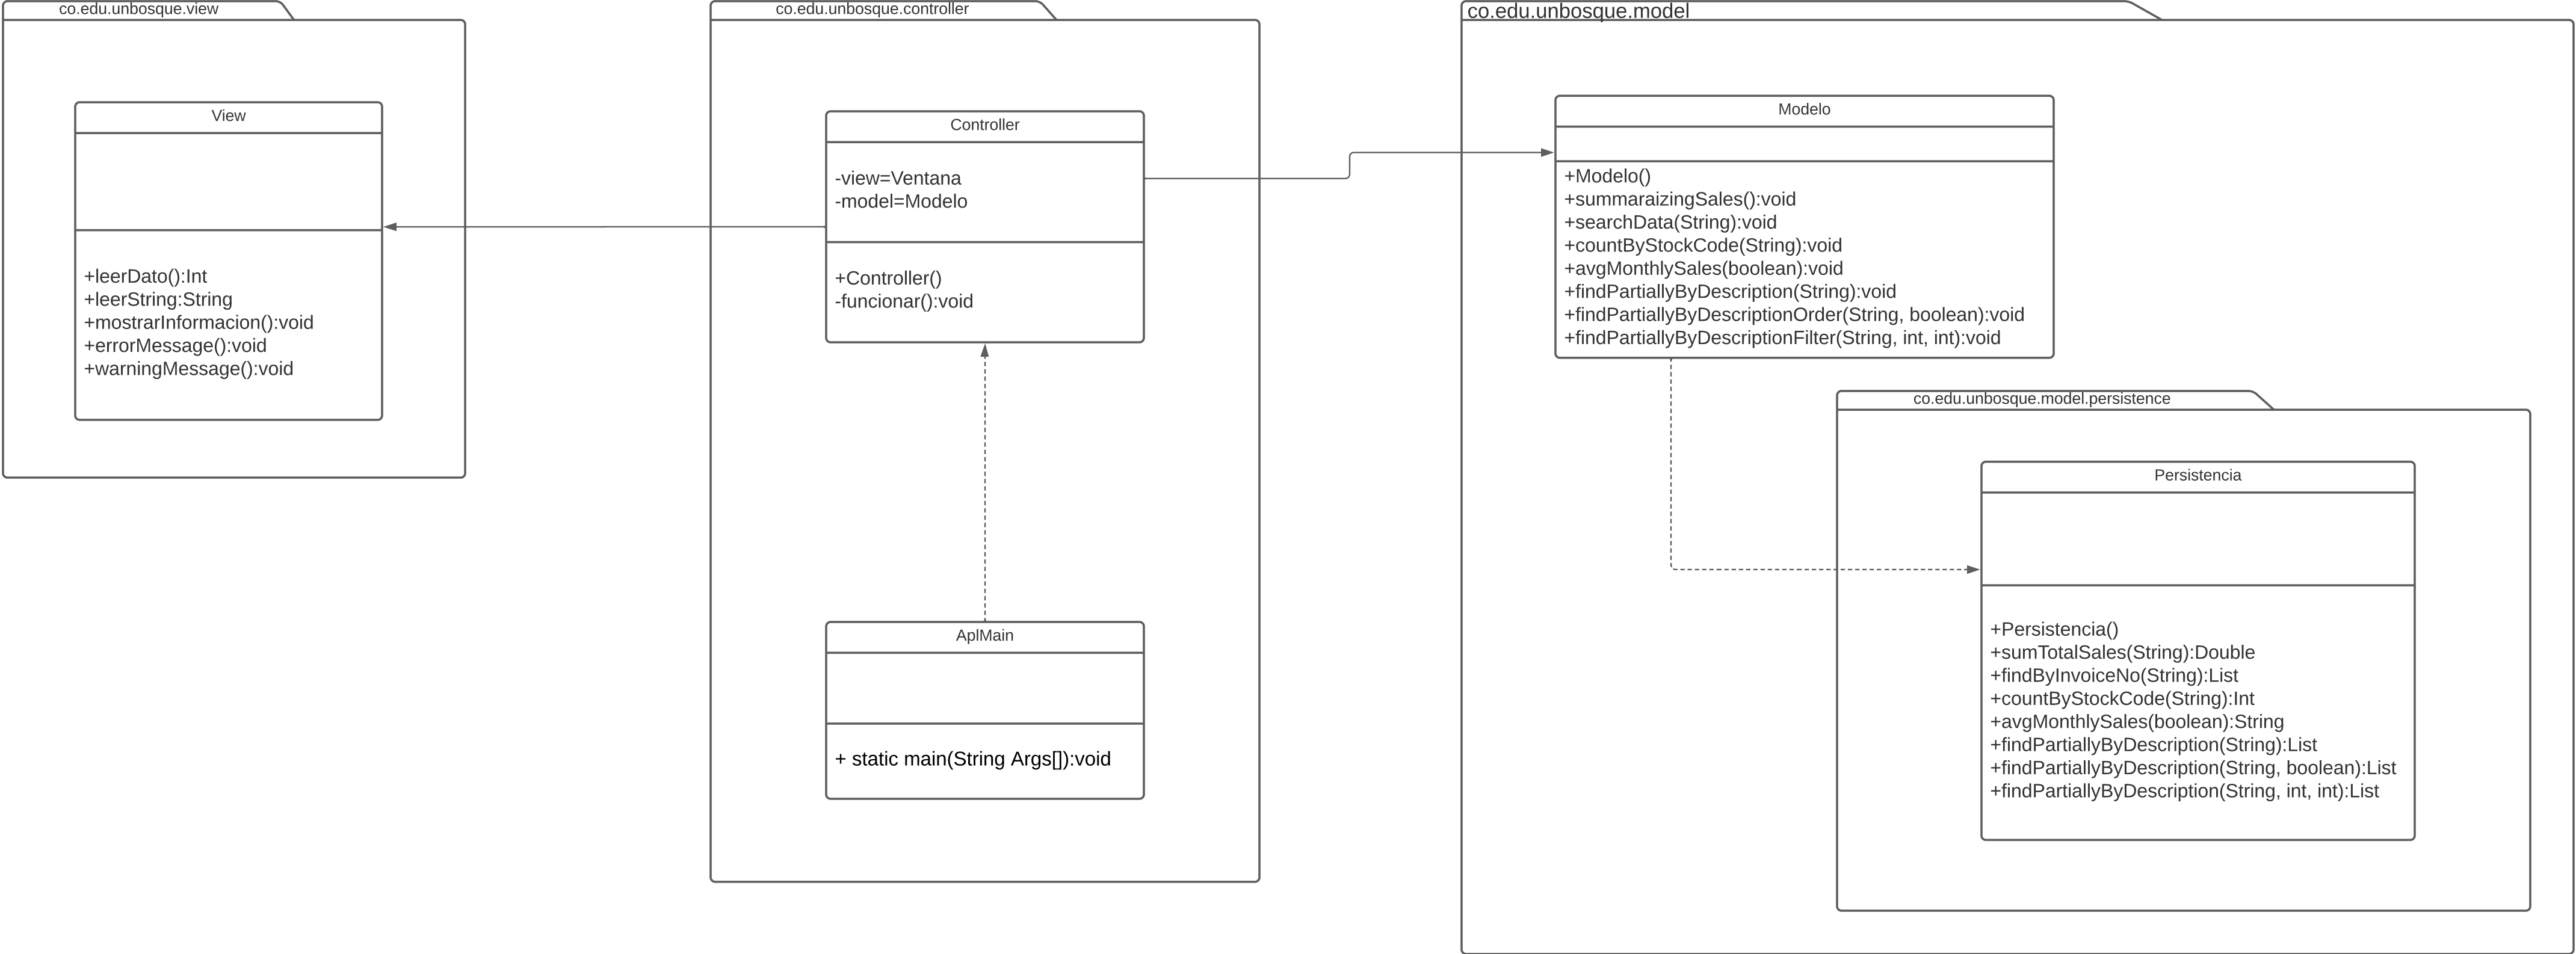 co.edu.unbosque.view
View
+leerDato():Int
+leerString:String
+mostrarInformacion():void
+errorMessage():void
+warningMessage():void
co.edu.unbosque.controller
Controller
-view=Ventana
-model=Modelo
+Controller()
-funcionar():void
AplMain
+ static main(String Args[]):void
co.edu.unbosque.model
Modelo
+Modelo()
+summaraizingSales():void
+searchData(String):void
+countByStockCode(String):void
+avgMonthlySales(boolean):void
+findPartiallyByDescription(String):void
+findPartiallyByDescriptionOrder(String, boolean):void
+findPartiallyByDescriptionFilter(String, int, int):void
co.edu.unbosque.model.persistence
Persistencia
+Persistencia()
+sumTotalSales(String):Double
+findByInvoiceNo(String):List
+countByStockCode(String):Int
+avgMonthlySales(boolean):String
+findPartiallyByDescription(String):List
+findPartiallyByDescription(String, boolean):List
+findPartiallyByDescription(String, int, int):List